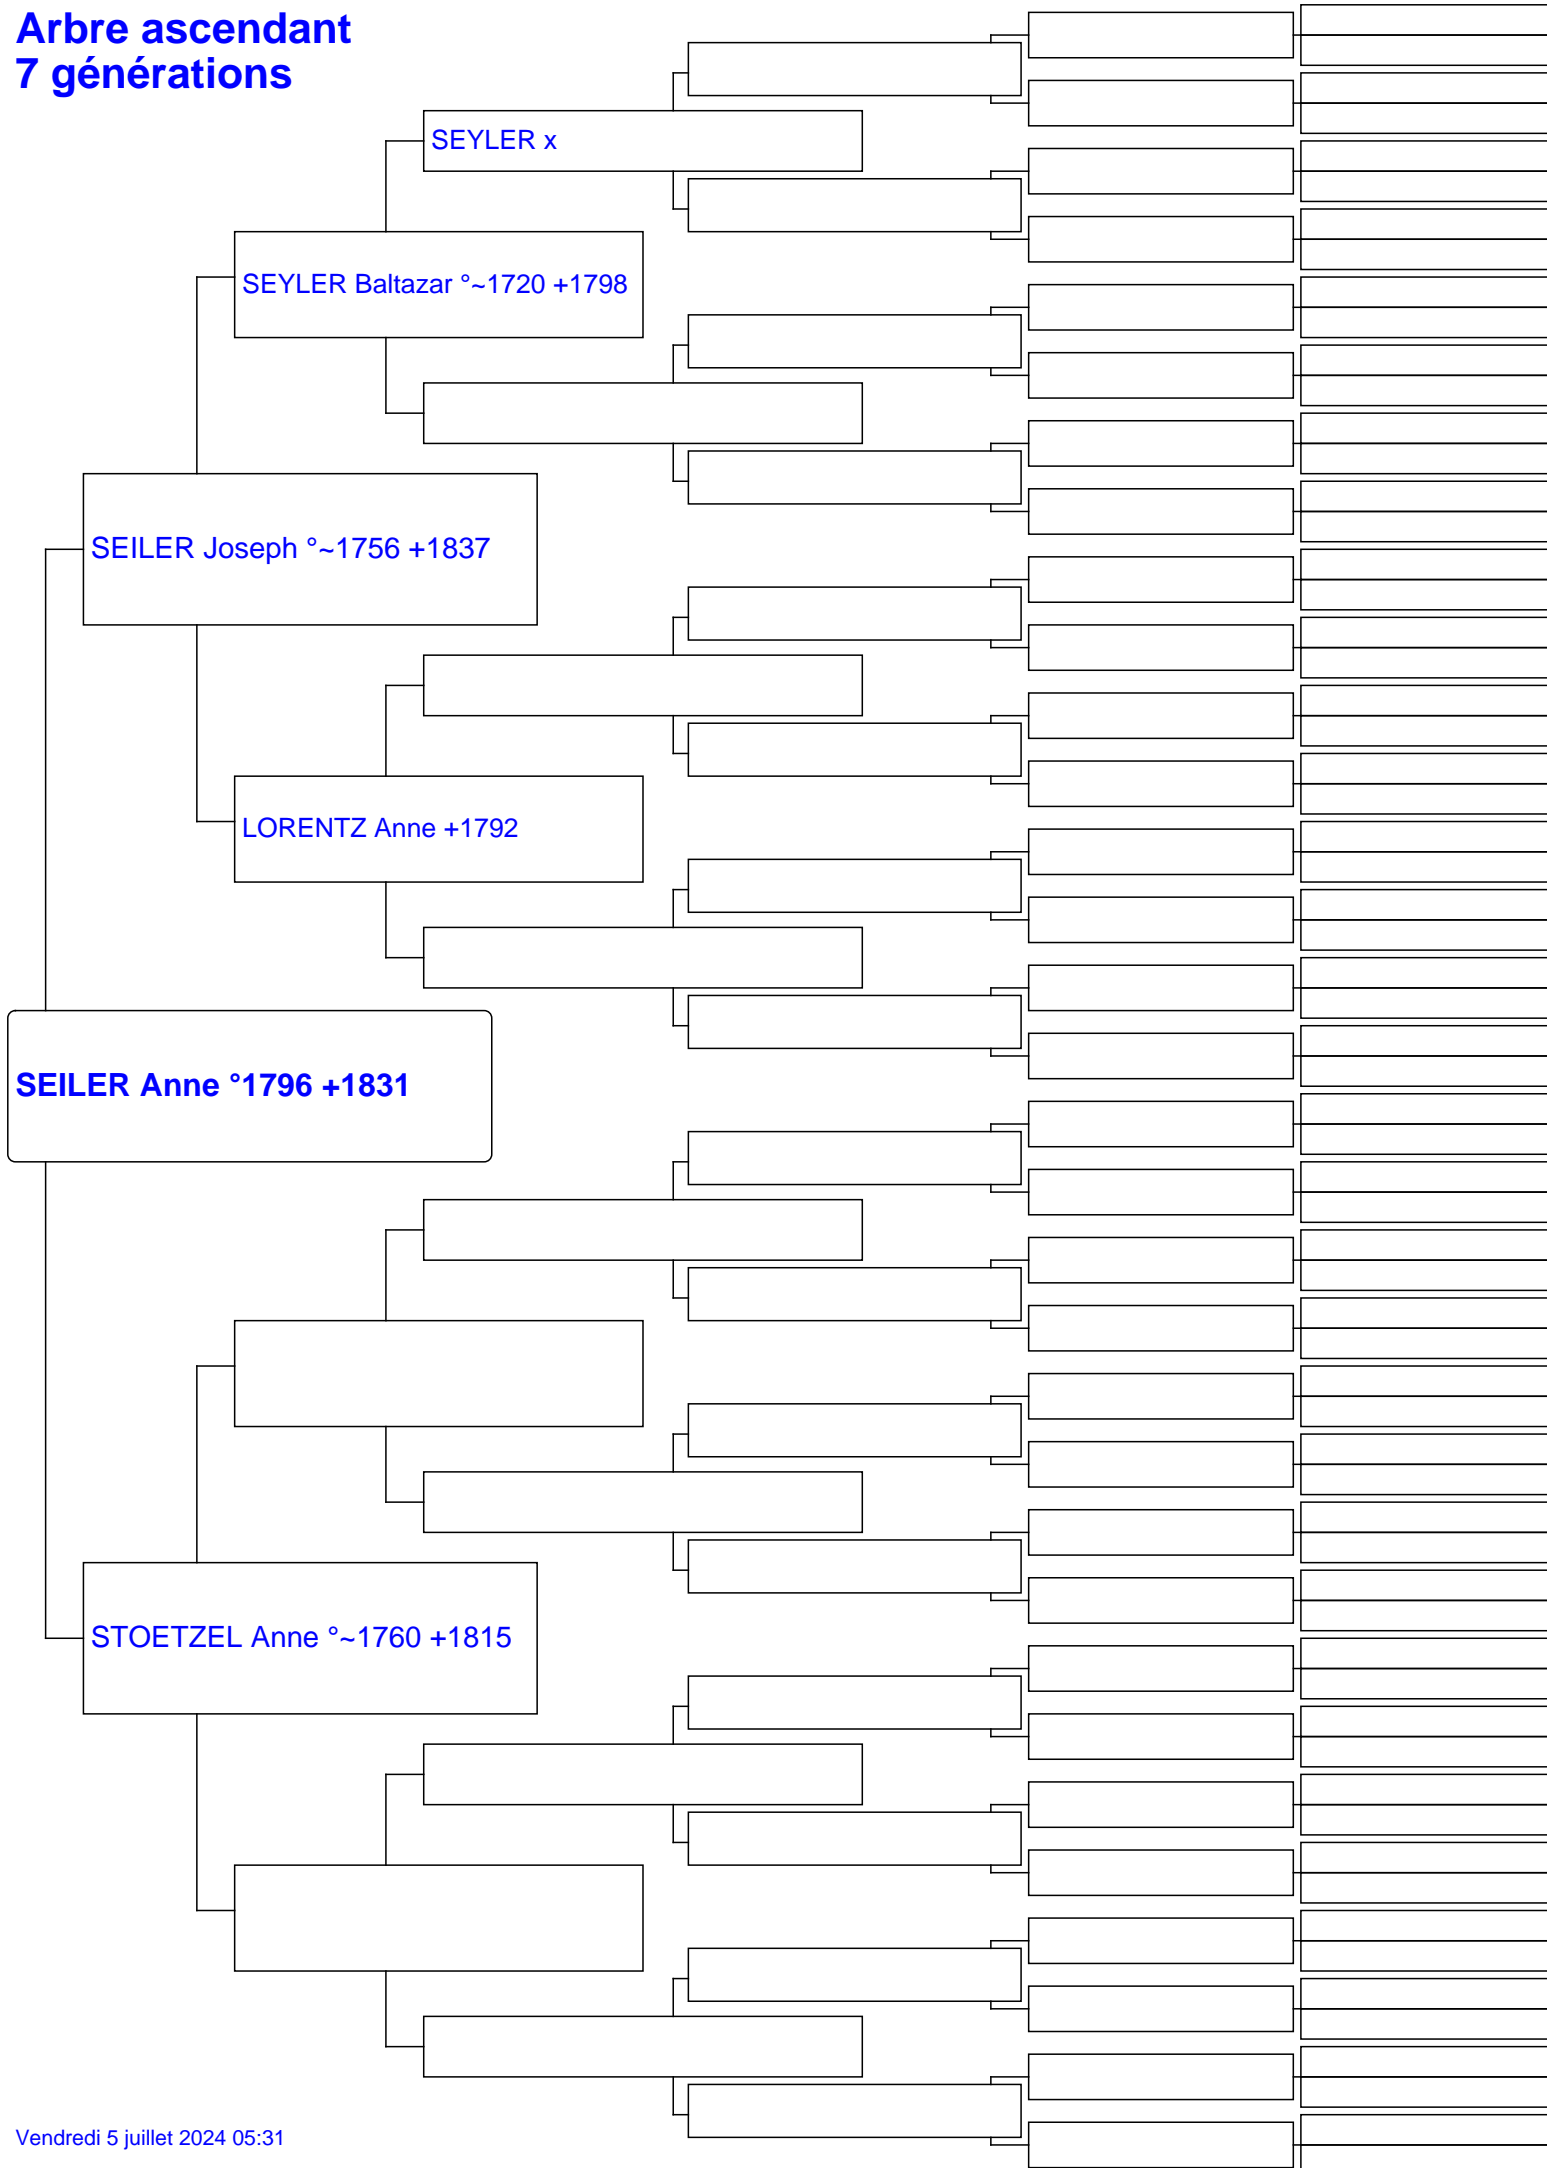 Arbre ascendant
7 générations
SEYLER x
SEYLER Baltazar °~1720 +1798
SEILER Joseph °~1756 +1837
LORENTZ Anne +1792
SEILER Anne °1796 +1831
STOETZEL Anne °~1760 +1815
Vendredi 5 juillet 2024 05:31